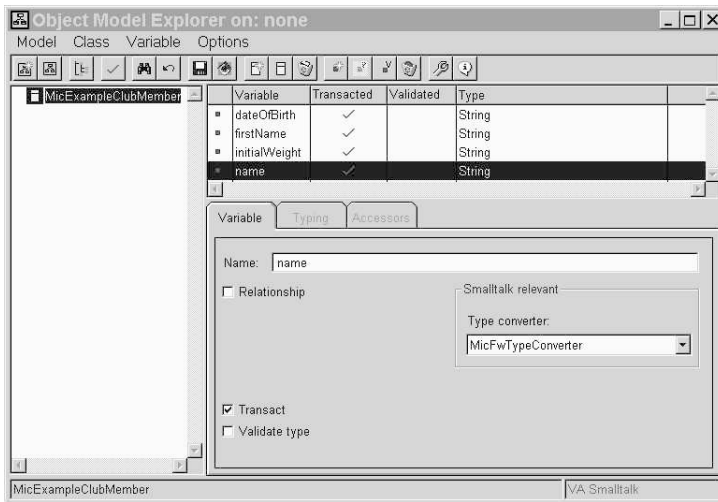 Object Model Explorer on: none
Model Class Variable Options
MicExampleClubMember
Variable Transacted Validated Type
dateOfBirth String
firstName String
initialWeight String
name String
Variable Typing Accessors
Name: name
Relationship
Smalltalk relevant
Type converter:
MicFwTypeConverter
Transact
Validate type
MicExampleClubMember VA Smalltalk